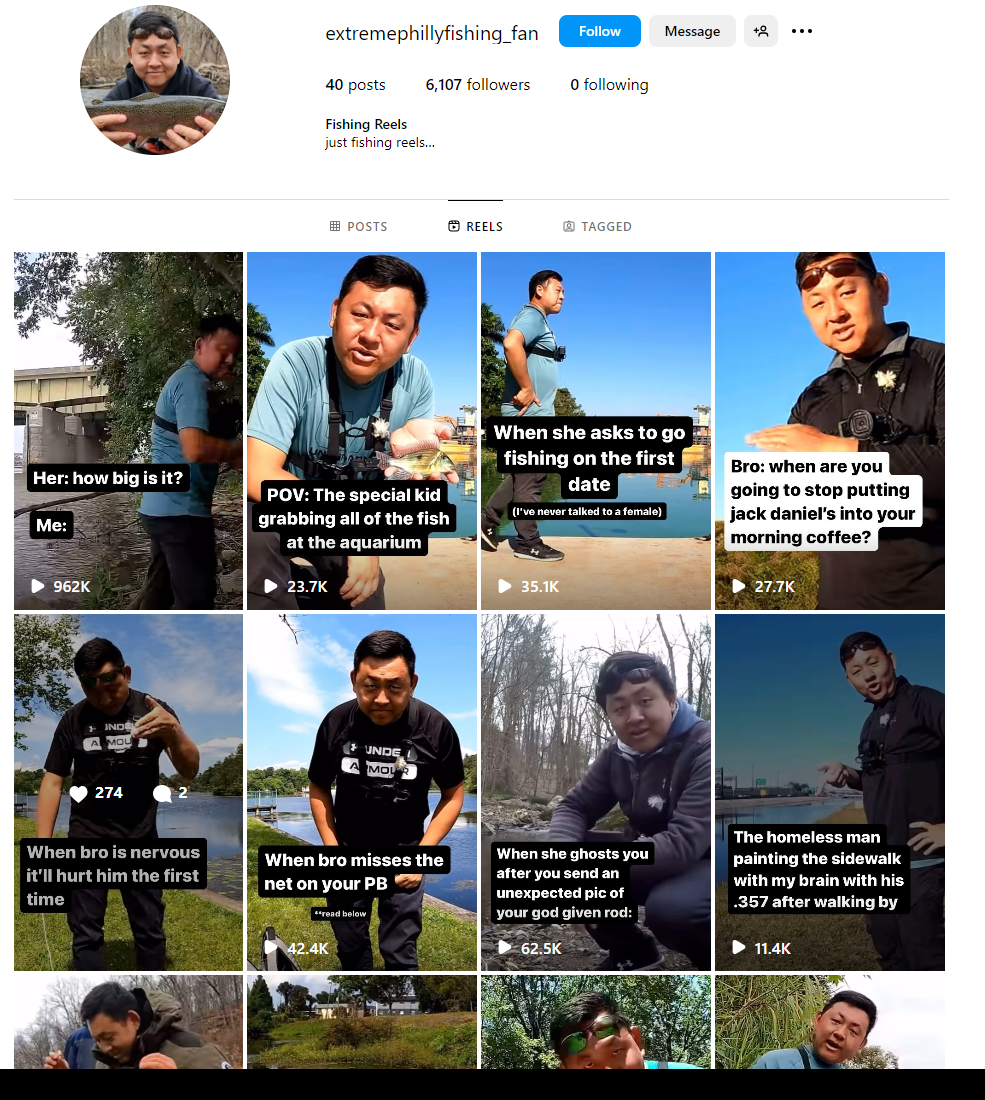 extremephillyfishing_fan
Follow
Message
40 posts
6,107 followers
0 following
Fishing Reels
just fishing reels...
POSTS
REELS
TAGGED
Her: how big is it?
Me:
962K
POV: The special kid
grabbing all of the fish
at the aquarium
23.7K
When she asks to go
fishing on the first
date
(I've never talked to a female)
35.1K
Bro: when are you
going to stop putting
jack daniel's into your
morning coffee?
27.7K
UNDER
ARMOUR
274
2
When bro is nervous
it'll hurt him the first
time
UNDER
ARMOUR
When bro misses the
net on your PB
**read below
42.4K
When she ghosts you
after you send an
unexpected pic of
your god given rod:
62.5K
The homeless man
painting the sidewalk
with my brain with his
.357 after walking by
11.4K